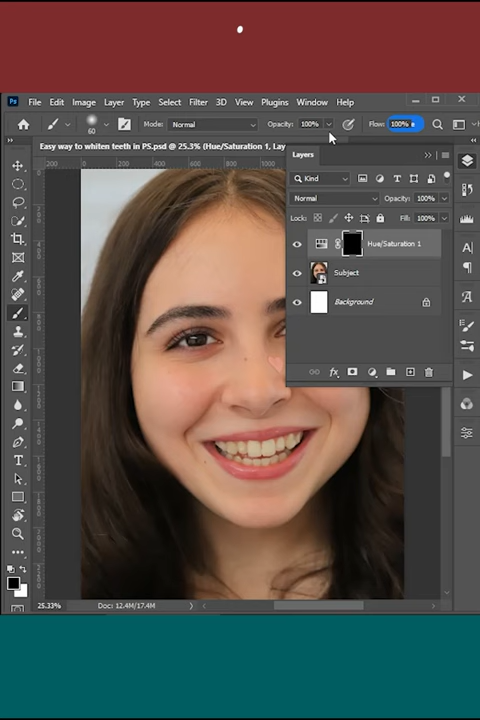 Ps File Edit Image Layer Type Select Filter 3D View Plugins Window Help
60 Mode: Normal Opacity: 100% Flow: 100%
Easy way to whiten teeth in PS.psd @ 25.3% (Hue/Saturation 1, Lay
Layers
Kind
Normal Opacity: 100%
Lock: Fill: 100%
Hue/Saturation 1
Subject
Background
25.33% Doc: 12.4M/17.4M